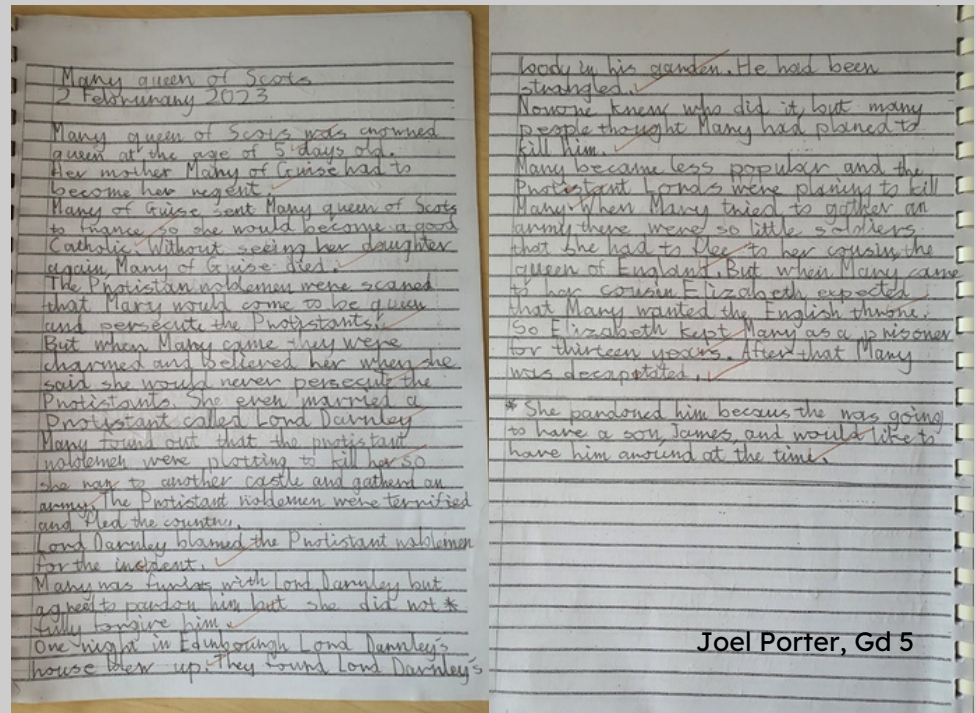 Mary queen of Scots
2 Februrary 2023
Mary queen of Scots was crowned
queen at the age of 5 days old.
Her mother Mary of Guise had to
become her regent.
Mary of Guise sent Mary queen of Scots
to france so she would become a good
Catholic. Without seeing her daughter
again, Mary of Guise died.
The Protistan noblemen were scared
that Mary would come to be queen
and persecute the Protistants.
But when Mary came they were
charmed and believed her when she
said she would never persecute the
Protistants. She even married a
Protistant called Lord Darnley
Mary found out that the protistant
noblemen were plotting to kill her so
she ran to another castle and gatherd an
army. The Protistant noblemen were terrified
and fled the country.
Lord Darnley blamed the Protistant noblemen
for the incident.
Mary was furios with Lord Darnley but
agreed to pardon him but she did not *
fully forgive him.
One night in Edinbourgh Lord Darnley's
house blew up. They found Lord Darnley's
body in his garden. He had been
strangled.
Noone knew who did it, but many
people thought Mary had planed to
kill him.
Mary became less popular and the
Protistant Lords were planing to kill
Mary. When Mary tried to gather an
army there were so little soldiers
that she had to flee to her cousin, the
queen of England. But when Mary came
to her cousin Elizabeth expected
that Mary wanted the English throne.
So Elizabeth kept Mary as a prisoner
for thirteen years. After that Mary
was decapitated.
* She pardoned him becaus she was going
to have a son, James, and would like to
have him around at the time.
Joel Porter, Gd 5